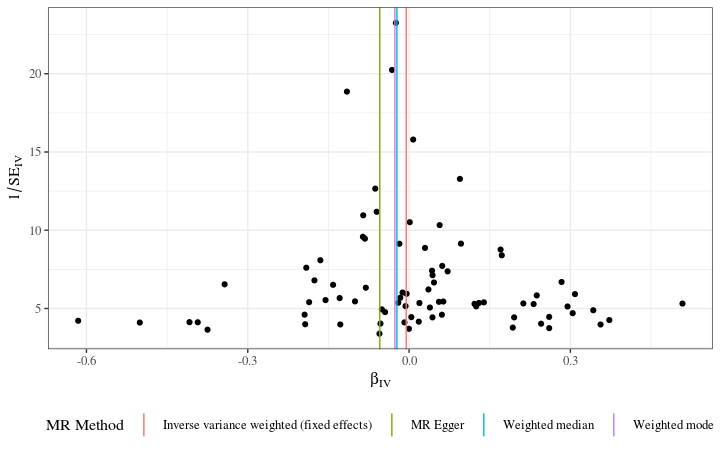 20
15
10
5
1/SE_IV
-0.6
-0.3
0.0
0.3
β_IV
MR Method
Inverse variance weighted (fixed effects)
MR Egger
Weighted median
Weighted mode